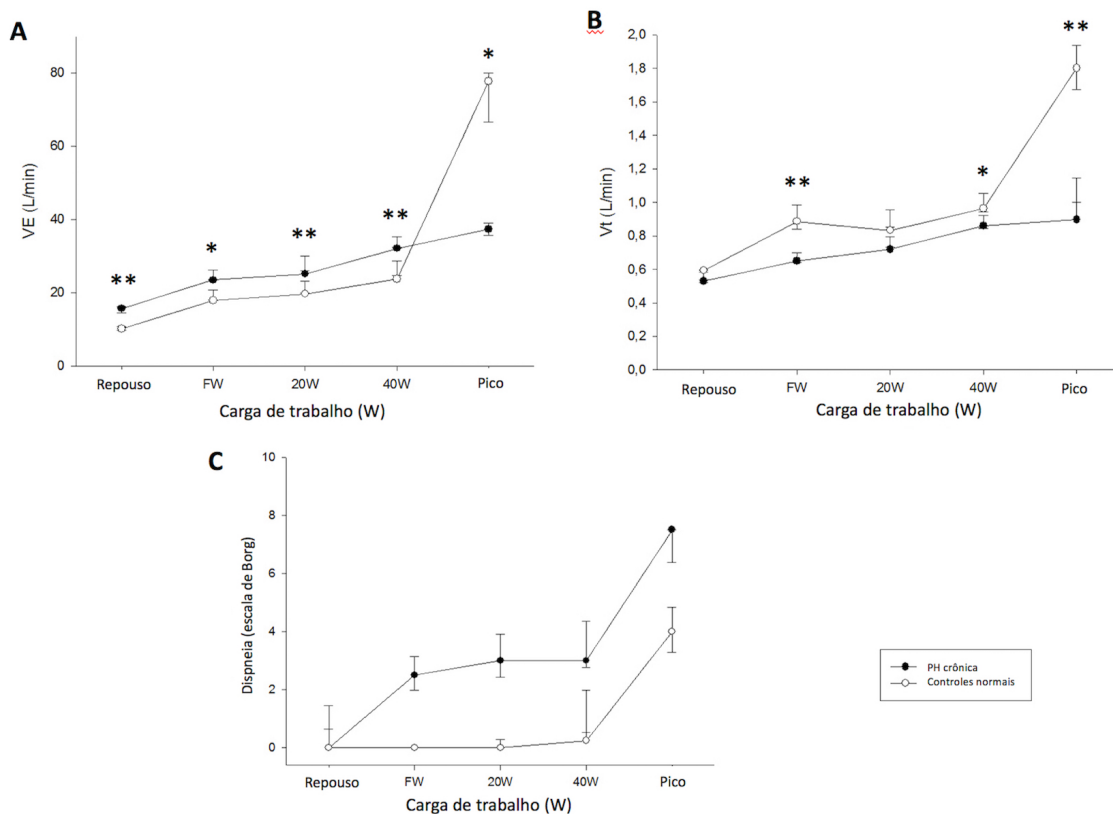 A
VE (L/min)
80
60
40
20
0
**
*
**
**
*
Repouso
FW
20W
40W
Pico
Carga de trabalho (W)
B
Vt (L/min)
2,0
1,8
1,6
1,4
1,2
1,0
0,8
0,6
0,4
0,2
0,0
**
*
**
Repouso
FW
20W
40W
Pico
Carga de trabalho (W)
C
Dispneia (escala de Borg)
10
8
6
4
2
0
Repouso
FW
20W
40W
Pico
Carga de trabalho (W)
PH crônica
Controles normais